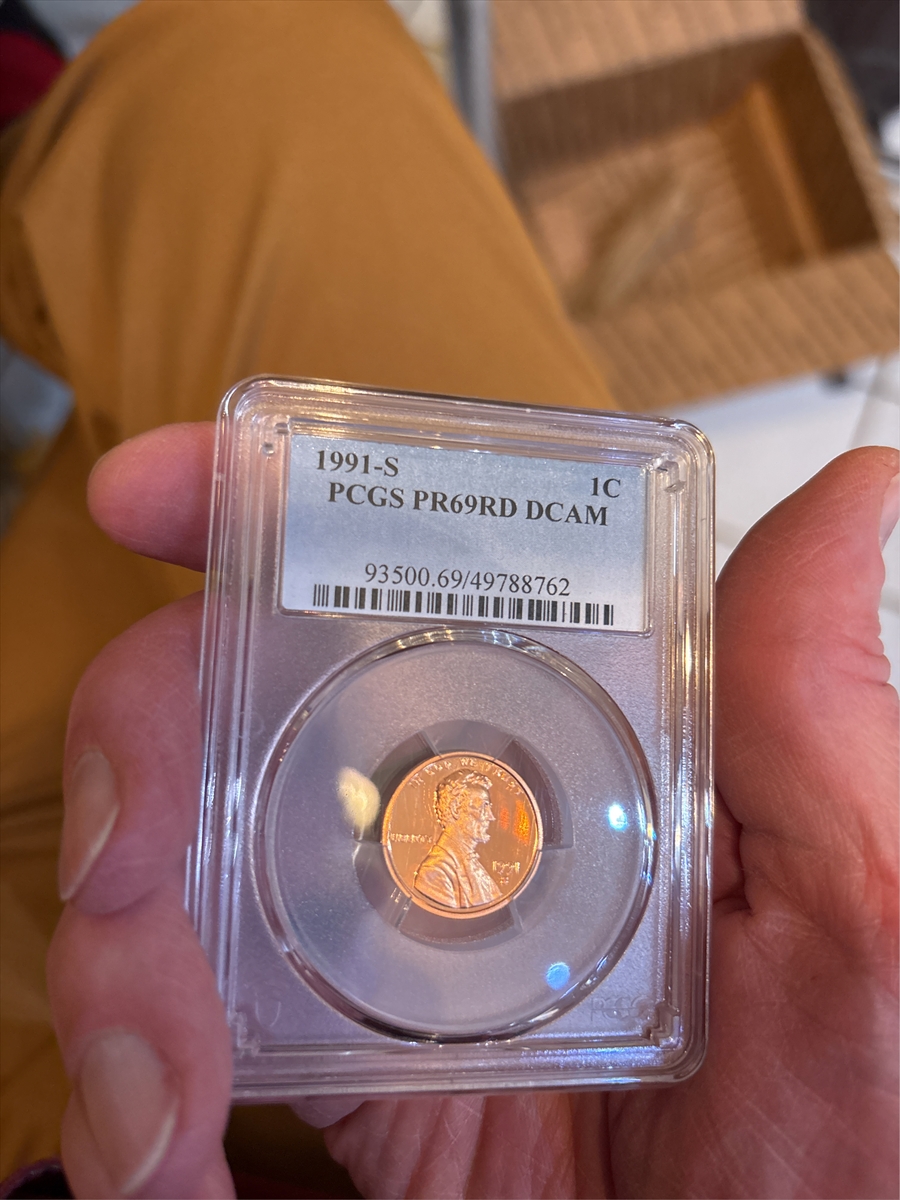 1991-S
1C
PCGS PR69RD DCAM
93500.69/49788762